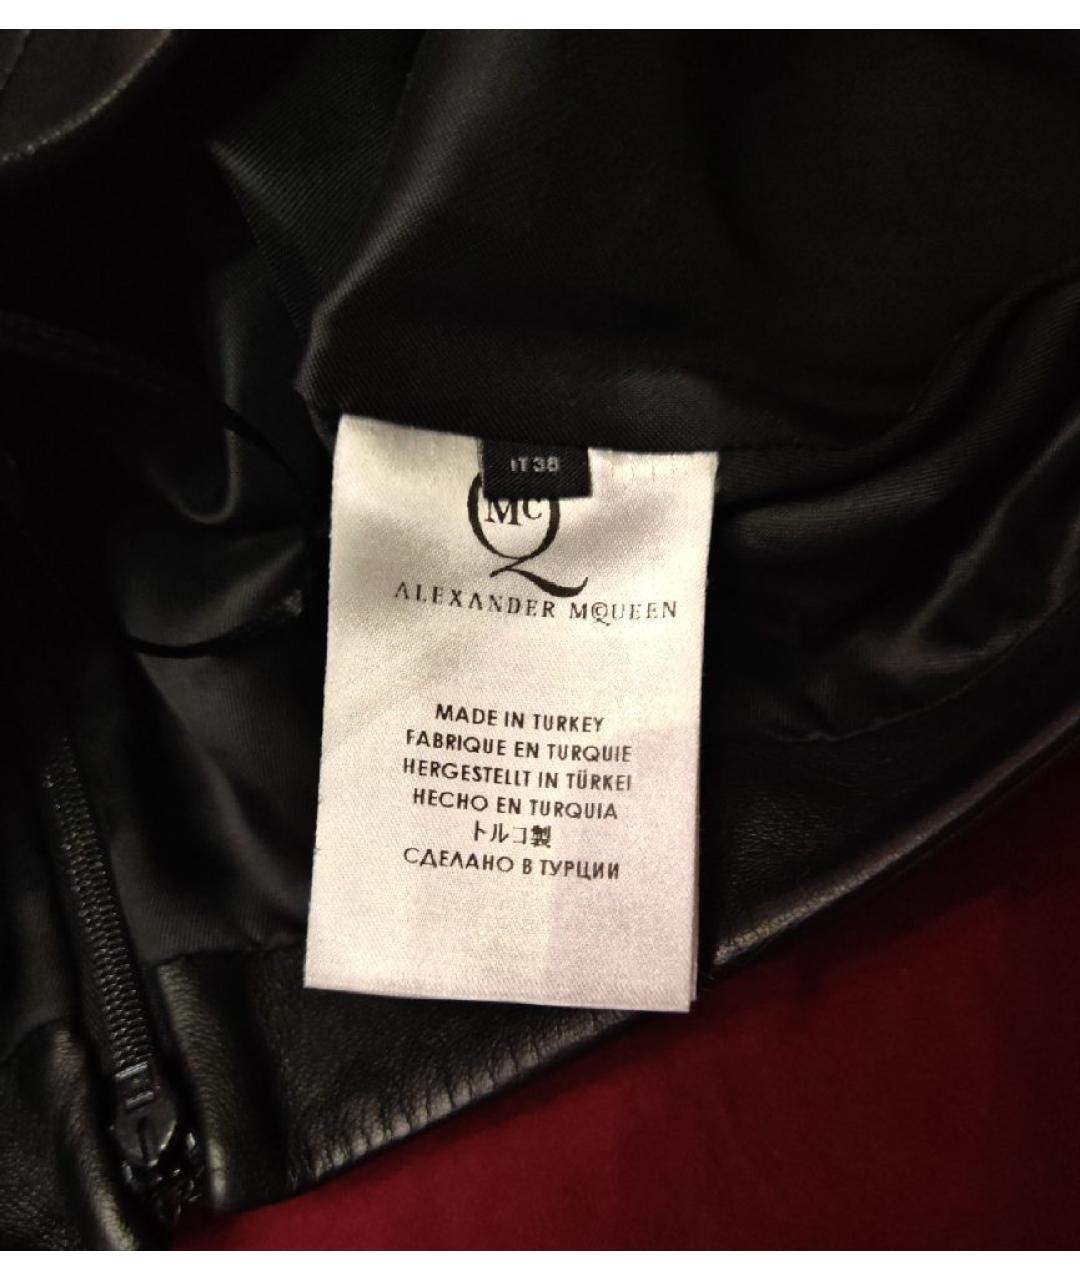 IT 38
McQ
ALEXANDER MCQUEEN
MADE IN TURKEY
FABRIQUE EN TURQUIE
HERGESTELLT IN TÜRKEI
HECHO EN TURQUIA
トルコ製
СДЕЛАНО В ТУРЦИИ